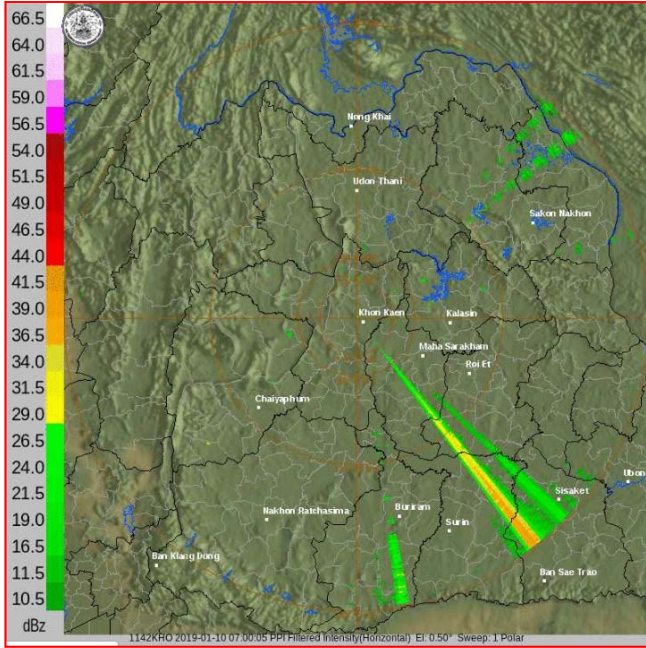 66.5
64.0
61.5
59.0
56.5
54.0
51.5
49.0
46.5
44.0
41.5
39.0
36.5
34.0
31.5
29.0
26.5
24.0
21.5
19.0
16.5
14.0
11.5
10.5
dBz
Nong Khai
Udon Thani
Sakon Nakhon
Khon Kaen
Kalasin
Maha Sarakham
Roi Et
Chaiyaphum
Sisaket
Ubon
Nakhon Ratchasima
Buriram
Surin
Ban Klang Dong
Ban Sae Trao
1142KHO 2019-01-10 07:00:05 PPI Filtered Intensity(Horizontal) El: 0.50° Sweep: 1 Polar